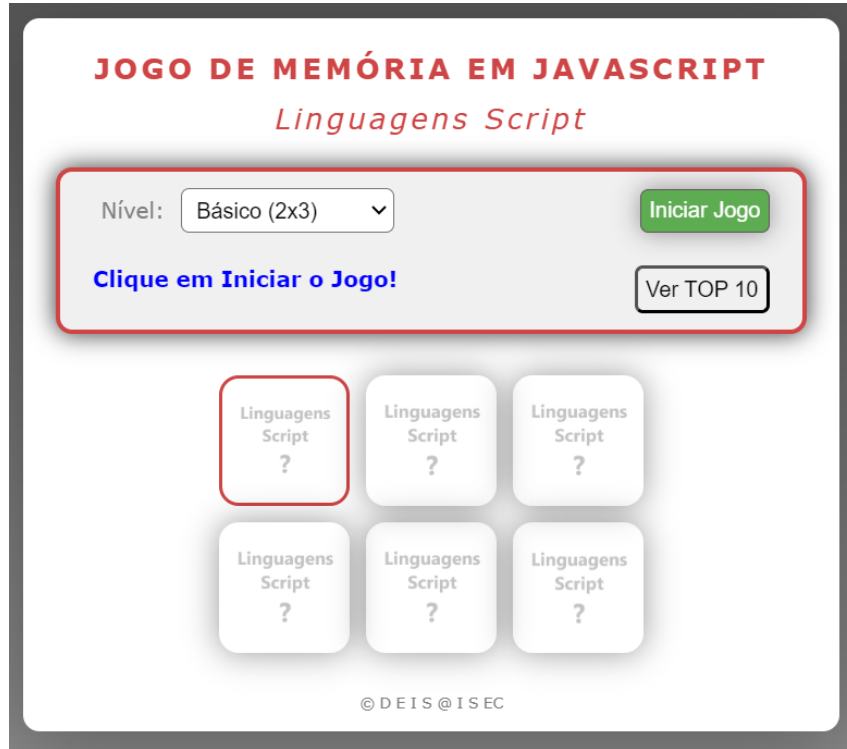 JOGO DE MEMÓRIA EM JAVASCRIPT
Linguagens Script
Nível: Básico (2x3) Iniciar Jogo
Clique em Iniciar o Jogo! Ver TOP 10
Linguagens Linguagens Linguagens
Script Script Script
? ? ?
Linguagens Linguagens Linguagens
Script Script Script
? ? ?
© D E I S @ I S E C